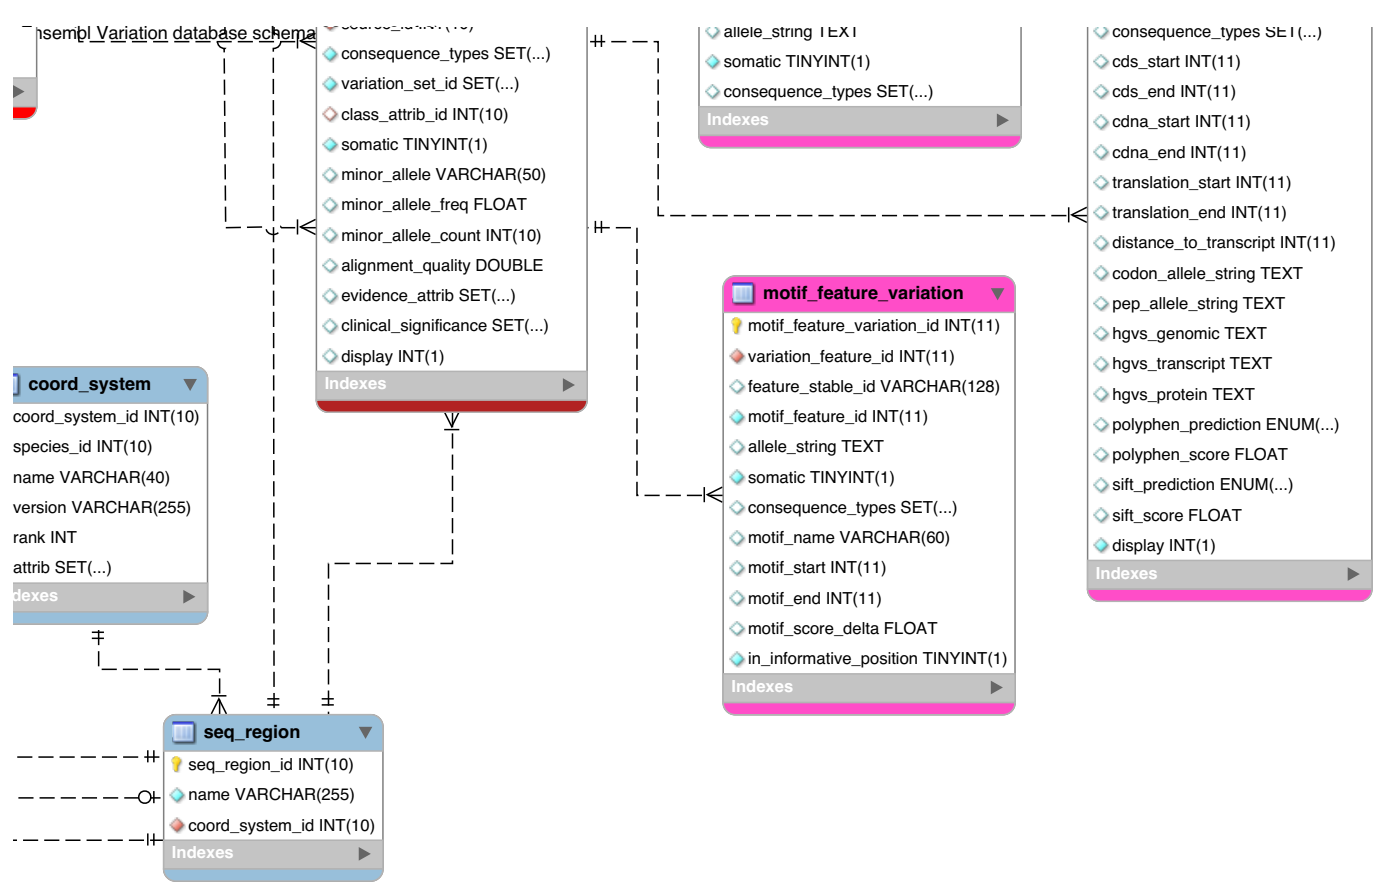 Variation database schema
consequence_types SET(...)
variation_set_id SET(...)
class_attrib_id INT(10)
somatic TINYINT(1)
minor_allele VARCHAR(50)
minor_allele_freq FLOAT
minor_allele_count INT(10)
alignment_quality DOUBLE
evidence_attrib SET(...)
clinical_significance SET(...)
display INT(1)
Indexes
allele_string TEXT
somatic TINYINT(1)
consequence_types SET(...)
Indexes
consequence_types SET(...)
cds_start INT(11)
cds_end INT(11)
cdna_start INT(11)
cdna_end INT(11)
translation_start INT(11)
translation_end INT(11)
distance_to_transcript INT(11)
codon_allele_string TEXT
pep_allele_string TEXT
hgvs_genomic TEXT
hgvs_transcript TEXT
hgvs_protein TEXT
polyphen_prediction ENUM(...)
polyphen_score FLOAT
sift_prediction ENUM(...)
sift_score FLOAT
display INT(1)
Indexes
motif_feature_variation
motif_feature_variation_id INT(11)
variation_feature_id INT(11)
feature_stable_id VARCHAR(128)
motif_feature_id INT(11)
allele_string TEXT
somatic TINYINT(1)
consequence_types SET(...)
motif_name VARCHAR(60)
motif_start INT(11)
motif_end INT(11)
motif_score_delta FLOAT
in_informative_position TINYINT(1)
Indexes
coord_system
coord_system_id INT(10)
species_id INT(10)
name VARCHAR(40)
version VARCHAR(255)
rank INT
attrib SET(...)
dexes
seq_region
seq_region_id INT(10)
name VARCHAR(255)
coord_system_id INT(10)
Indexes